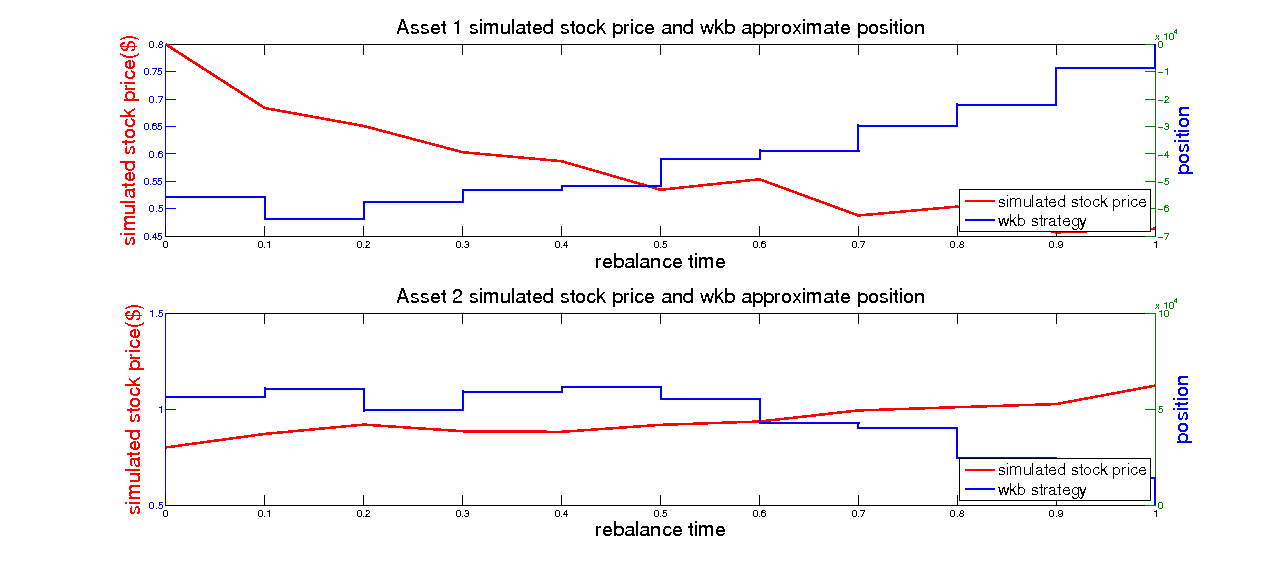 Asset 1 simulated stock price and wkb approximate position
x 10^4
simulated stock price($)
0.8
0.75
0.7
0.65
0.6
0.55
0.5
0.45
0
-1
-2
-3
-4
-5
-6
-7
position
simulated stock price
wkb strategy
0 0.1 0.2 0.3 0.4 0.5 0.6 0.7 0.8 0.9 1
rebalance time
Asset 2 simulated stock price and wkb approximate position
x 10^4
simulated stock price($)
1.5
1
0.5
10
5
0
position
simulated stock price
wkb strategy
0 0.1 0.2 0.3 0.4 0.5 0.6 0.7 0.8 0.9 1
rebalance time